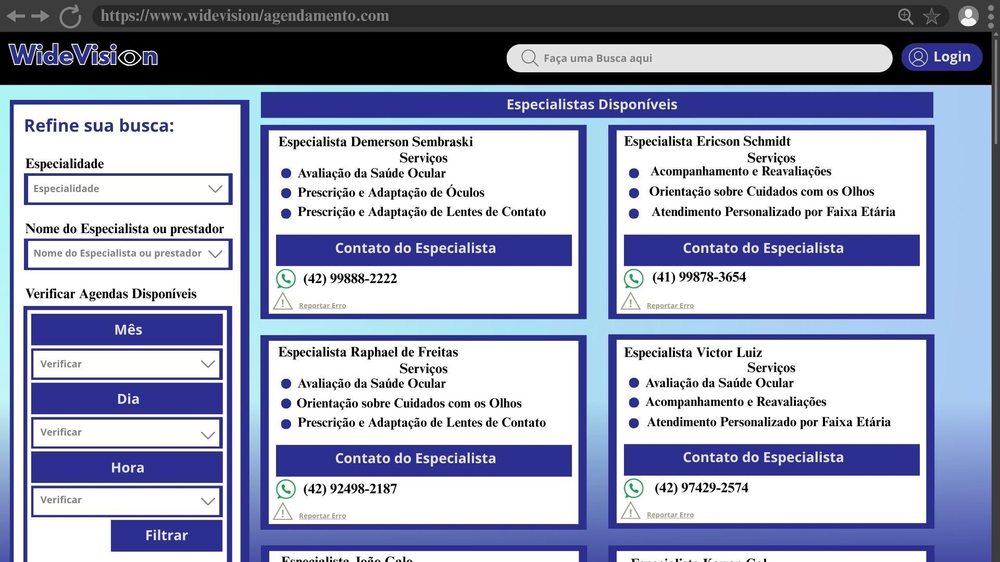 https://www.widevision/agendamento.com
WideVision
Faça uma Busca aqui
Login
Refine sua busca:
Especialidade
Especialidade
Nome do Especialista ou prestador
Nome do Especialista ou prestador
Verificar Agendas Disponíveis
Mês
Verificar
Dia
Verificar
Hora
Verificar
Filtrar
Especialistas Disponíveis
Especialista Demerson Sembraski
Serviços
Avaliação da Saúde Ocular
Prescrição e Adaptação de Óculos
Prescrição e Adaptação de Lentes de Contato
Contato do Especialista
(42) 99888-2222
Reportar Erro
Especialista Ericson Schmidt
Serviços
Acompanhamento e Reavaliações
Orientação sobre Cuidados com os Olhos
Atendimento Personalizado por Faixa Etária
Contato do Especialista
(41) 99878-3654
Reportar Erro
Especialista Raphael de Freitas
Serviços
Avaliação da Saúde Ocular
Orientação sobre Cuidados com os Olhos
Prescrição e Adaptação de Lentes de Contato
Contato do Especialista
(42) 92498-2187
Reportar Erro
Especialista Victor Luiz
Serviços
Avaliação da Saúde Ocular
Acompanhamento e Reavaliações
Atendimento Personalizado por Faixa Etária
Contato do Especialista
(42) 97429-2574
Reportar Erro
Especialista João
Especialista